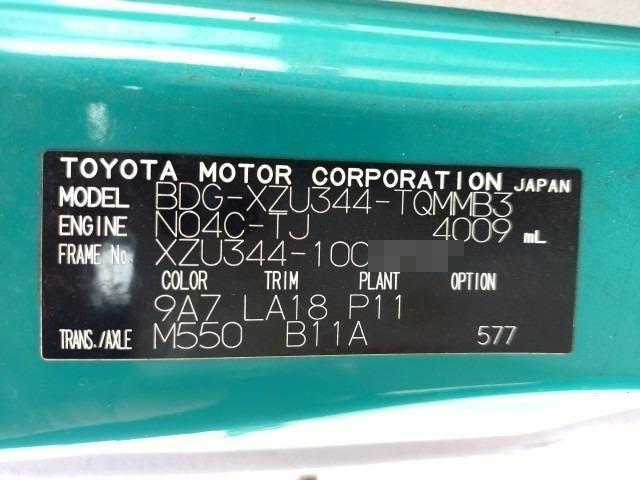 TOYOTA MOTOR CORPORATION JAPAN
MODEL BDG-XZU344-TQMMB3
ENGINE N04C-TJ 4009 mL
FRAME No. XZU344-100
COLOR TRIM PLANT OPTION
9A7 LA18 P11
TRANS./AXLE M550 B11A 577